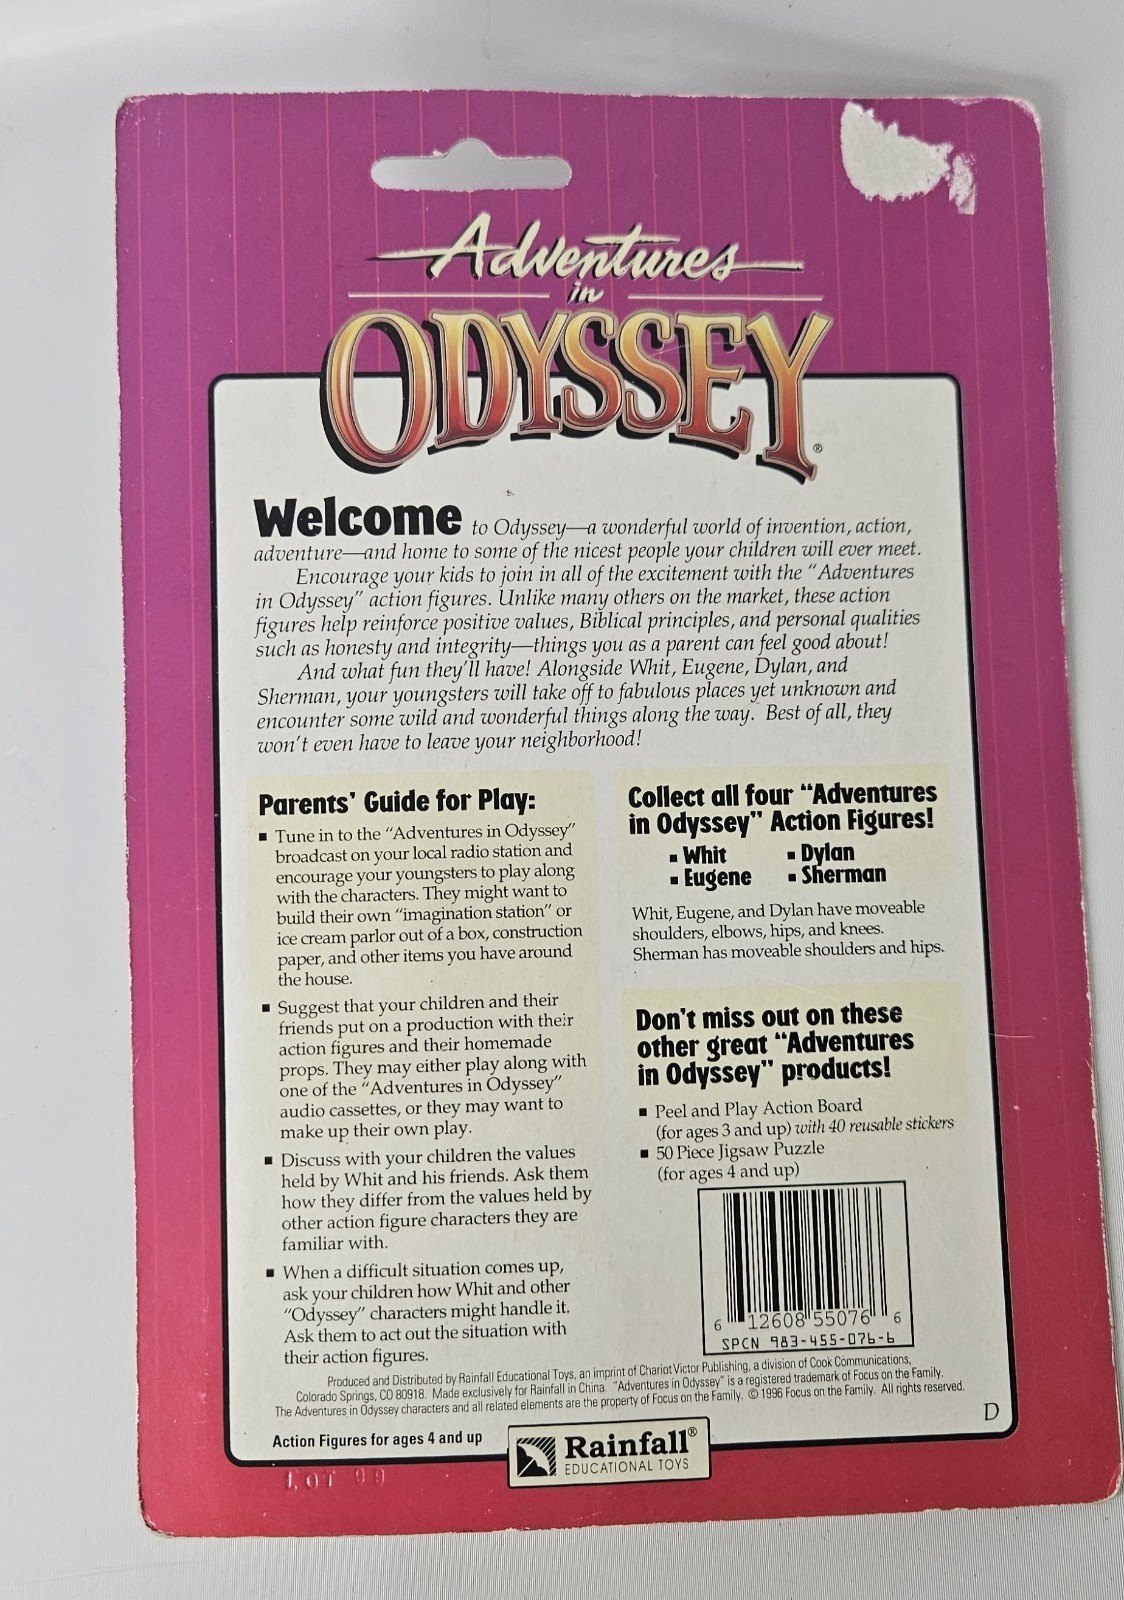 Adventures
in
ODYSSEY®
Welcome to Odyssey—a wonderful world of invention, action,
adventure—and home to some of the nicest people your children will ever meet.
Encourage your kids to join in all of the excitement with the "Adventures
in Odyssey" action figures. Unlike many others on the market, these action
figures help reinforce positive values, Biblical principles, and personal qualities
such as honesty and integrity—things you as a parent can feel good about!
And what fun they'll have! Alongside Whit, Eugene, Dylan, and
Sherman, your youngsters will take off to fabulous places yet unknown and
encounter some wild and wonderful things along the way. Best of all, they
won't even have to leave your neighborhood!
Parents' Guide for Play:
▪ Tune in to the "Adventures in Odyssey"
broadcast on your local radio station and
encourage your youngsters to play along
with the characters. They might want to
build their own "imagination station" or
ice cream parlor out of a box, construction
paper, and other items you have around
the house.
▪ Suggest that your children and their
friends put on a production with their
action figures and their homemade
props. They may either play along with
one of the "Adventures in Odyssey"
audio cassettes, or they may want to
make up their own play.
▪ Discuss with your children the values
held by Whit and his friends. Ask them
how they differ from the values held by
other action figure characters they are
familiar with.
▪ When a difficult situation comes up,
ask your children how Whit and other
"Odyssey" characters might handle it.
Ask them to act out the situation with
their action figures.
Collect all four "Adventures
in Odyssey" Action Figures!
▪ Whit ▪ Dylan
▪ Eugene ▪ Sherman
Whit, Eugene, and Dylan have moveable
shoulders, elbows, hips, and knees.
Sherman has moveable shoulders and hips.
Don't miss out on these
other great "Adventures
in Odyssey" products!
▪ Peel and Play Action Board
(for ages 3 and up) with 40 reusable stickers
▪ 50 Piece Jigsaw Puzzle
(for ages 4 and up)
6 12608 55076 6
SPCN 983-455-076-6
Produced and Distributed by Rainfall Educational Toys, an imprint of Chariot Victor Publishing, a division of Cook Communications,
Colorado Springs, CO 80918. Made exclusively for Rainfall in China. "Adventures in Odyssey" is a registered trademark of Focus on the Family.
The Adventures in Odyssey characters and all related elements are the property of Focus on the Family. © 1996 Focus on the Family. All rights reserved.
D
Action Figures for ages 4 and up
Rainfall®
EDUCATIONAL TOYS
LOT 99